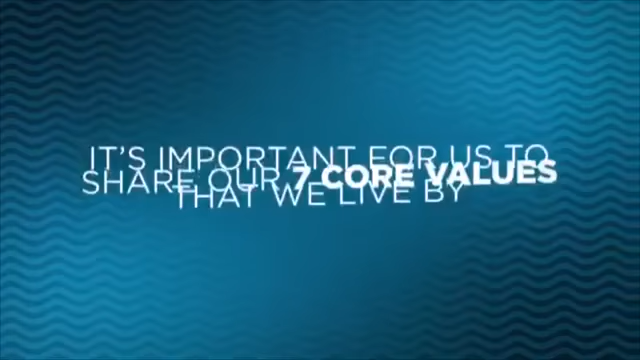 IT'S IMPORTANT FOR US TO
SHARE OUR 7 CORE VALUES
THAT WE LIVE BY